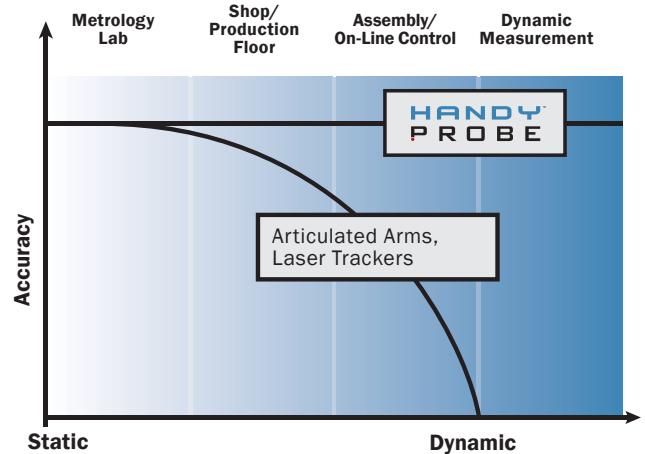 Metrology
Lab
Shop/
Production
Floor
Assembly/
On-Line Control
Dynamic
Measurement
HANDY™
PROBE
Articulated Arms,
Laser Trackers
Accuracy
Static
Dynamic